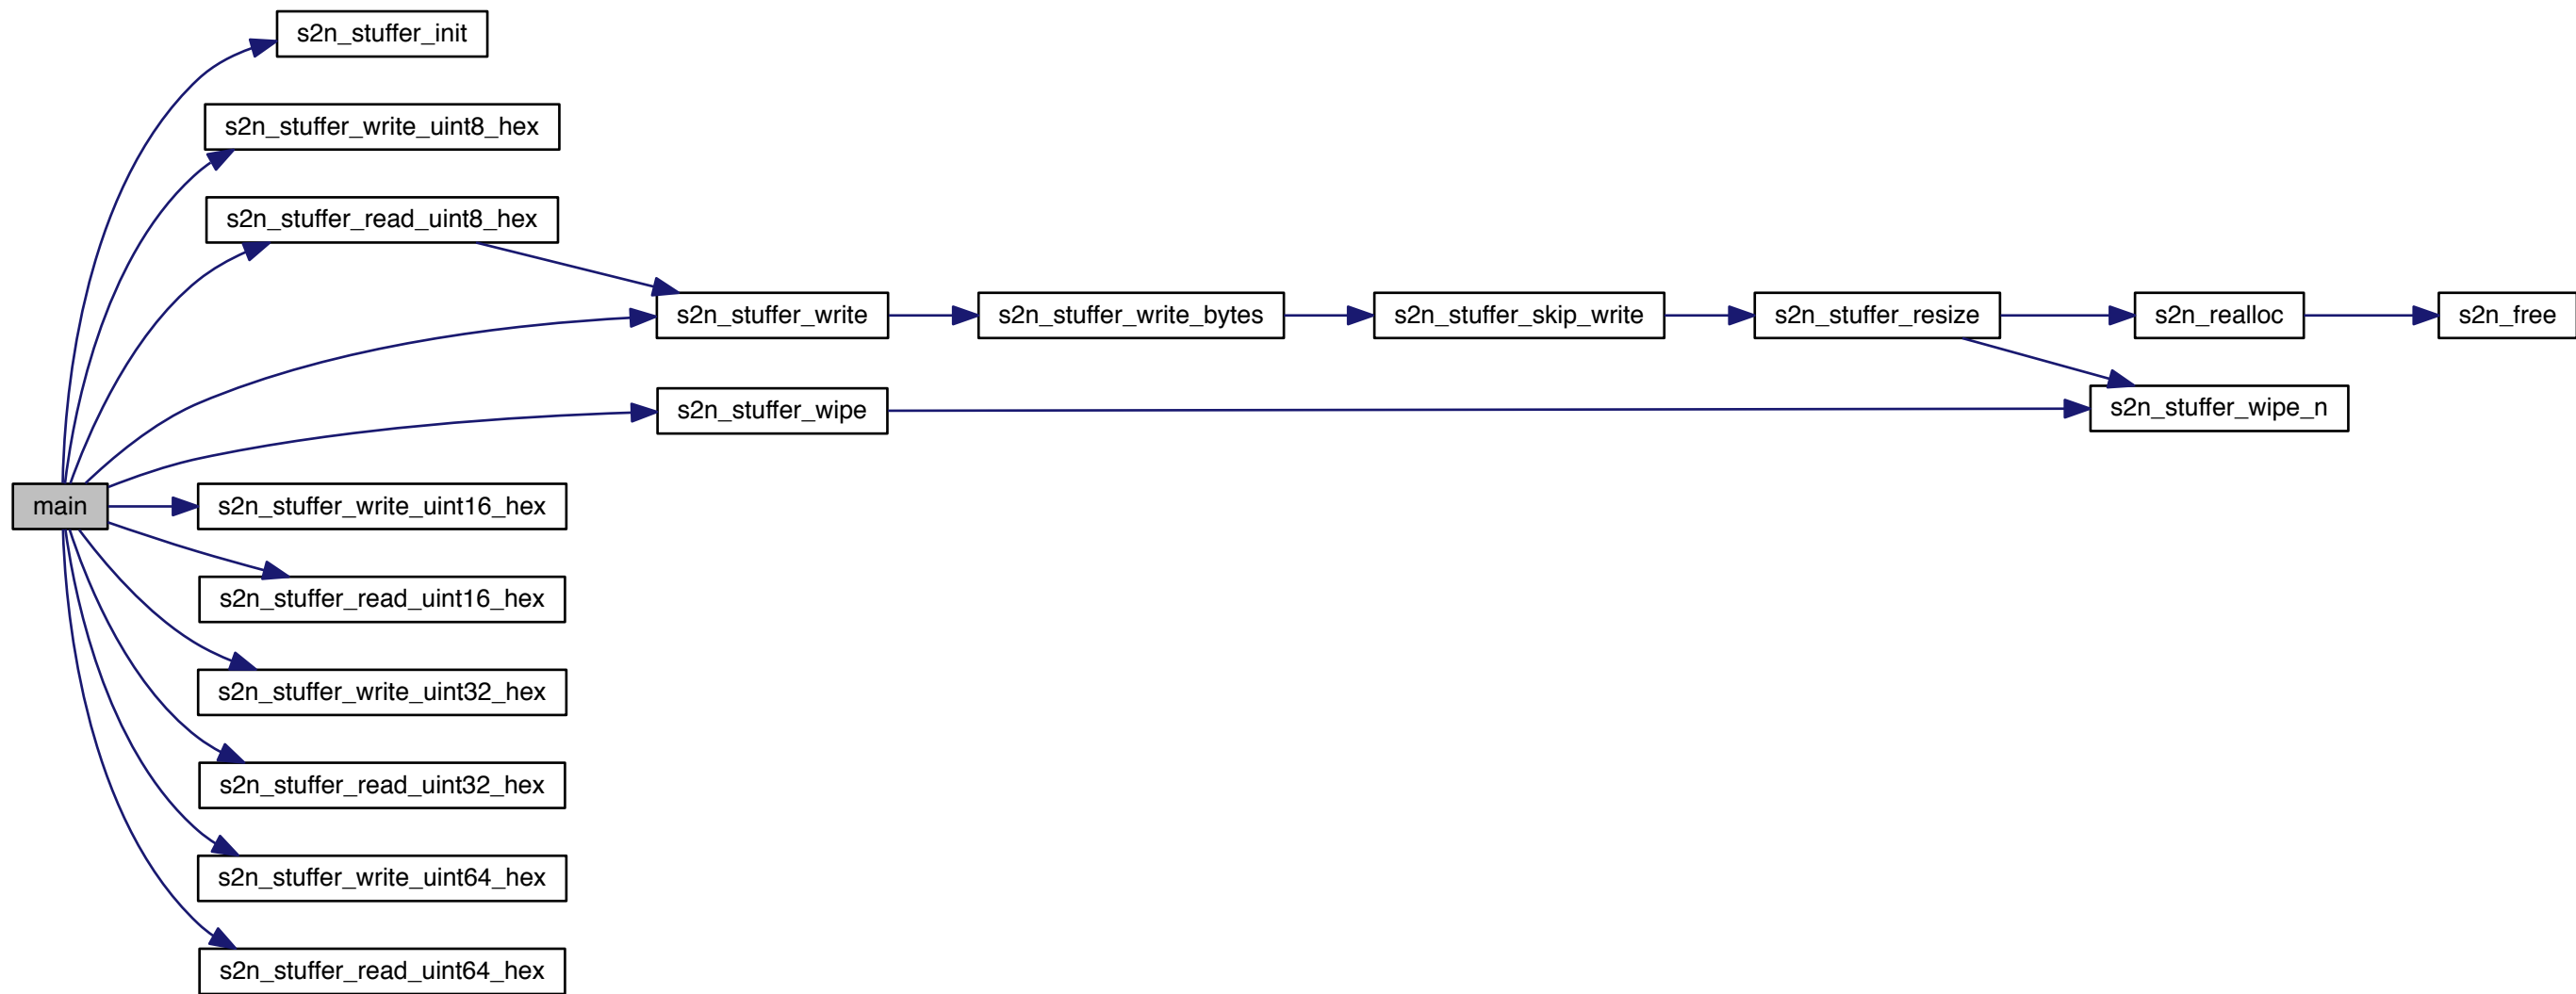 s2n_stuffer_init
s2n_stuffer_write_uint8_hex
s2n_stuffer_read_uint8_hex
s2n_stuffer_write
s2n_stuffer_write_bytes
s2n_stuffer_skip_write
s2n_stuffer_resize
s2n_realloc
s2n_free
s2n_stuffer_wipe
s2n_stuffer_wipe_n
main
s2n_stuffer_write_uint16_hex
s2n_stuffer_read_uint16_hex
s2n_stuffer_write_uint32_hex
s2n_stuffer_read_uint32_hex
s2n_stuffer_write_uint64_hex
s2n_stuffer_read_uint64_hex